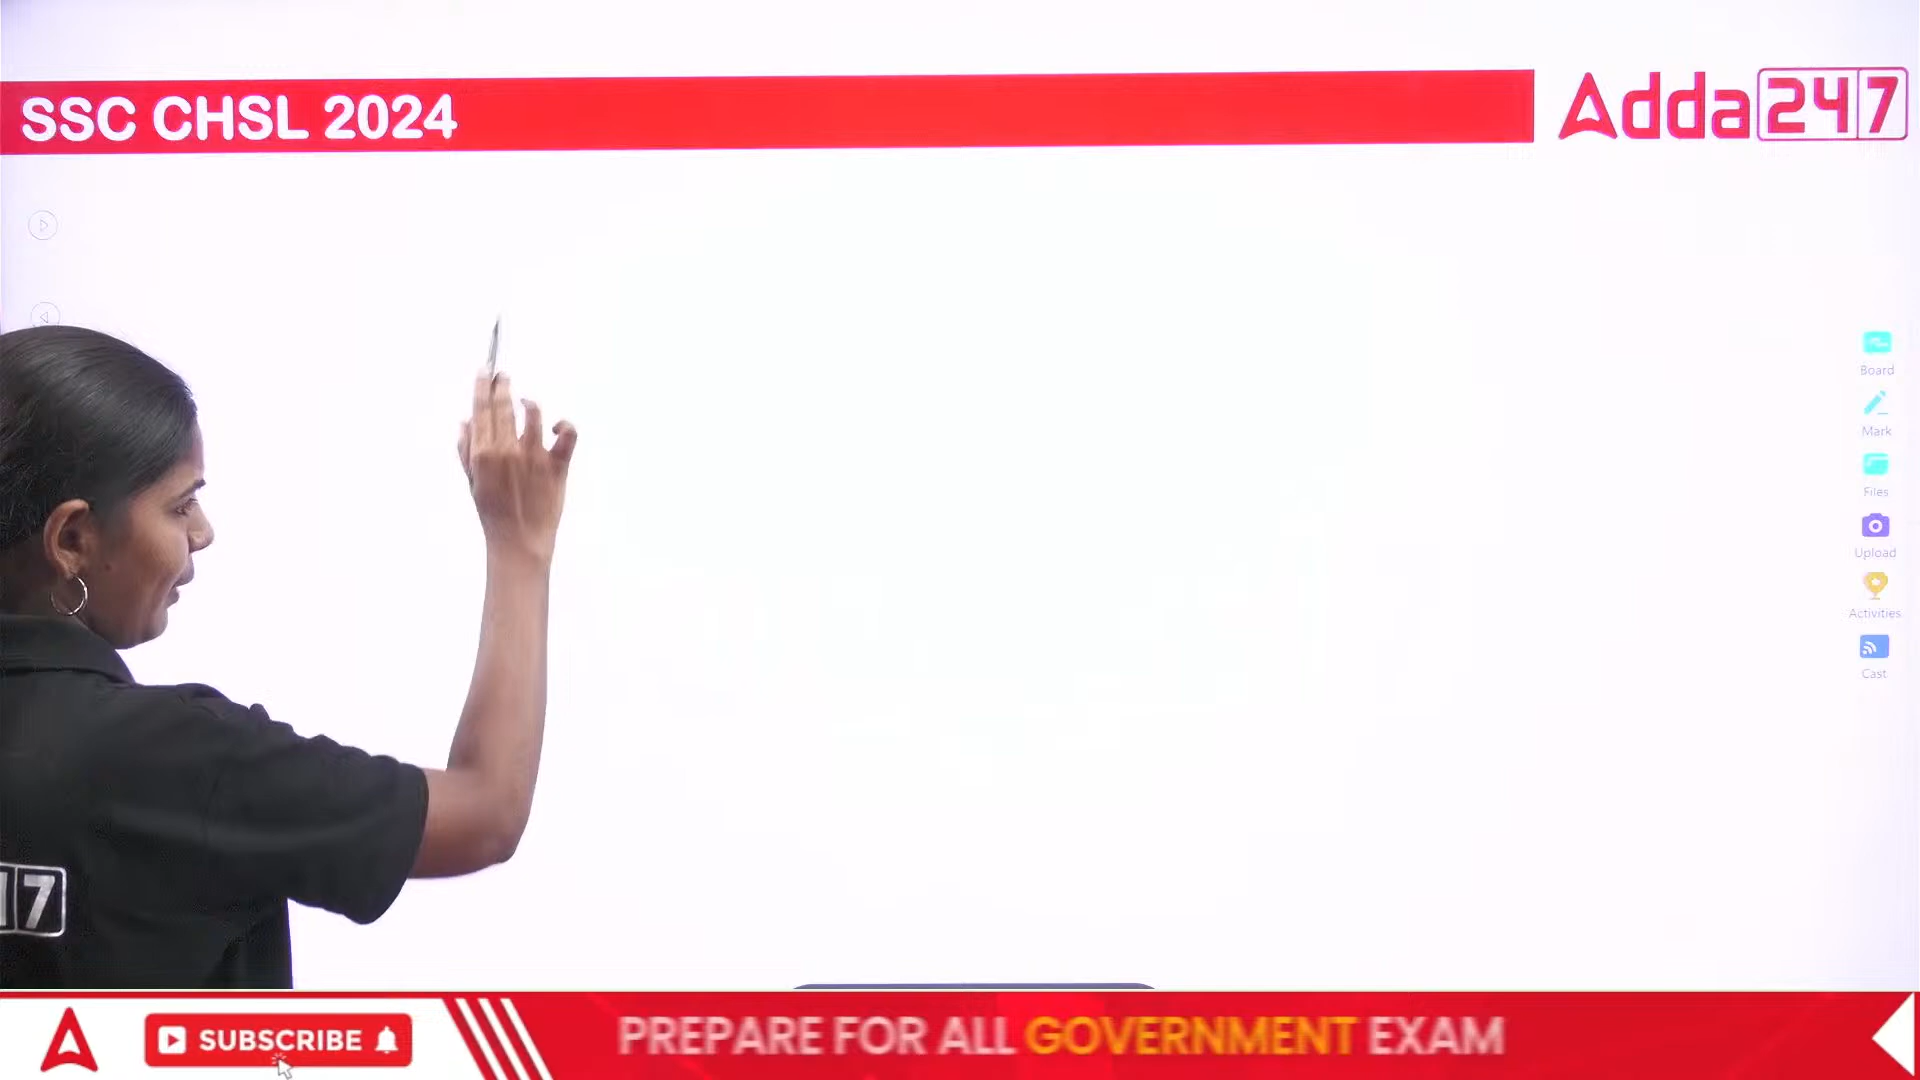 SSC CHSL 2024
Adda247
Board
Mark
Files
Upload
Activities
Cast
17
SUBSCRIBE
PREPARE FOR ALL GOVERNMENT EXAM